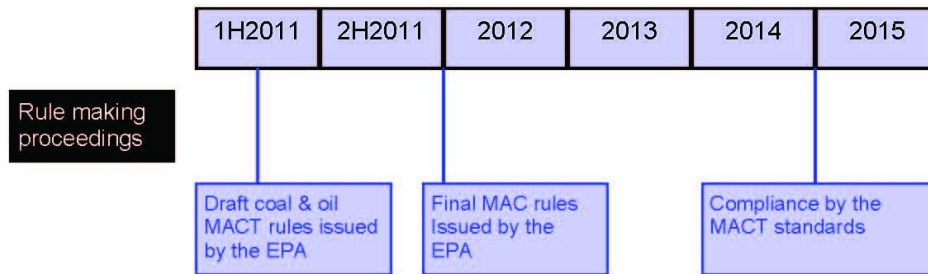 1H2011 2H2011 2012 2013 2014 2015
Rule making
proceedings
Draft coal & oil
MACT rules issued
by the EPA
Final MAC rules
Issued by the
EPA
Compliance by the
MACT standards